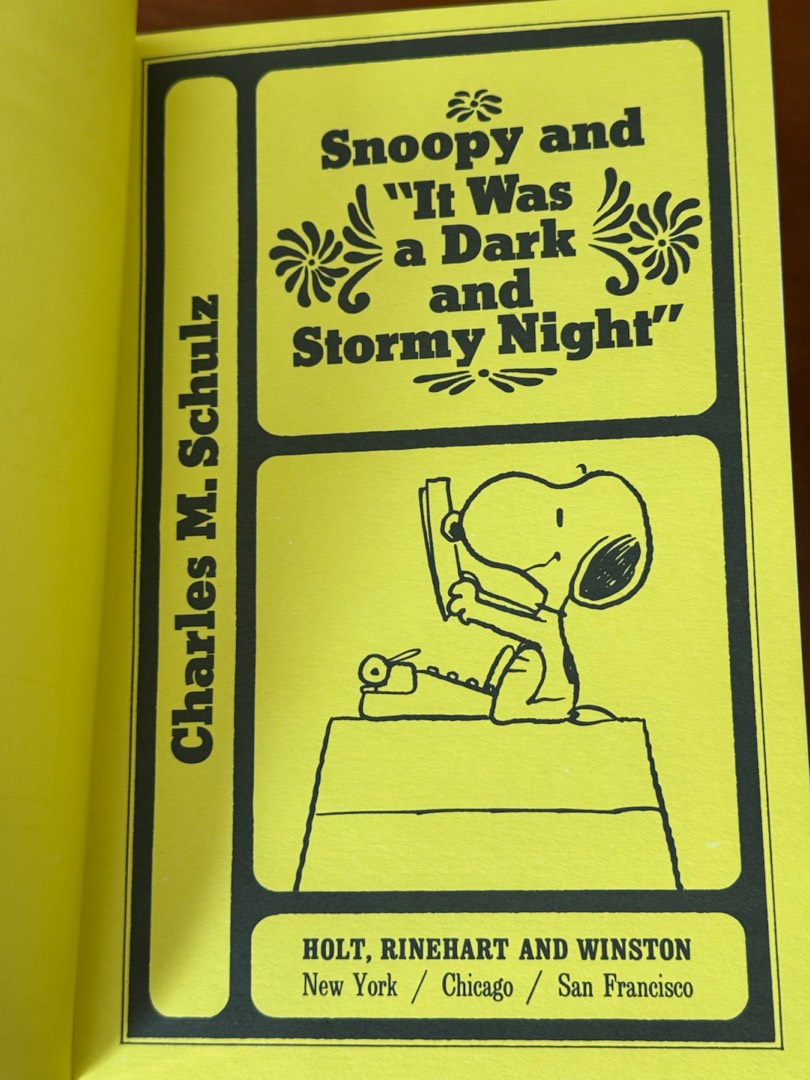 Snoopy and
"It Was
a Dark
and
Stormy Night"
Charles M. Schulz
HOLT, RINEHART AND WINSTON
New York / Chicago / San Francisco